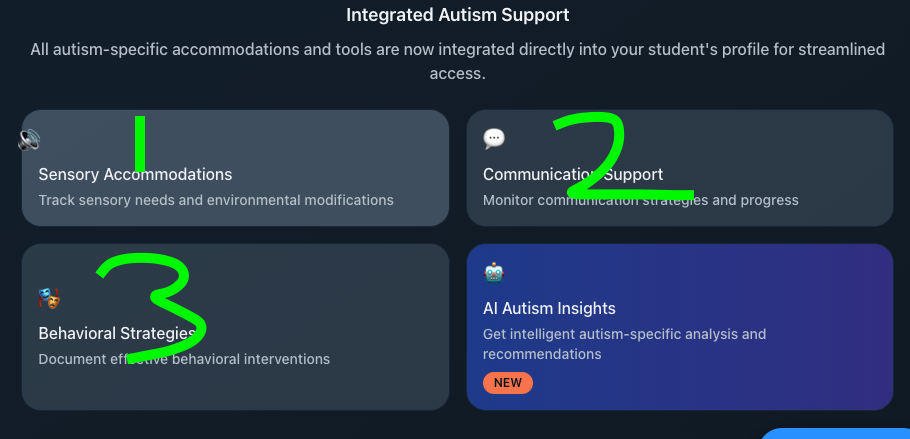 Integrated Autism Support
All autism-specific accommodations and tools are now integrated directly into your student's profile for streamlined
access.
1
Sensory Accommodations
Track sensory needs and environmental modifications
2
Communication Support
Monitor communication strategies and progress
3
Behavioral Strategies
Document effective behavioral interventions
AI Autism Insights
Get intelligent autism-specific analysis and
recommendations
NEW